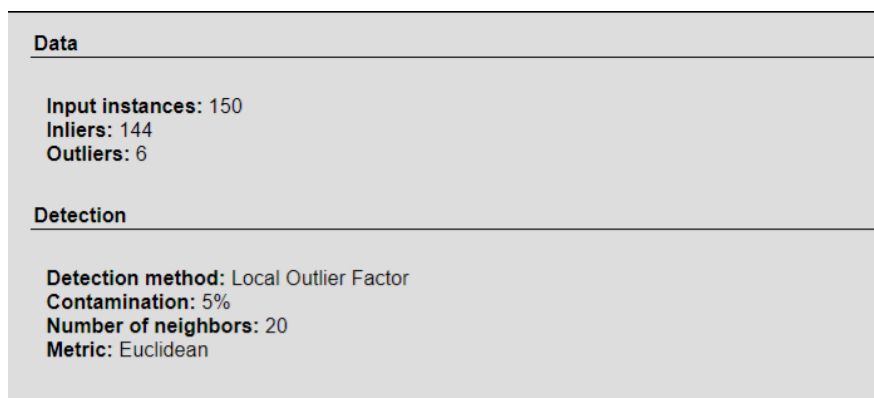 Data
Input instances: 150
Inliers: 144
Outliers: 6
Detection
Detection method: Local Outlier Factor
Contamination: 5%
Number of neighbors: 20
Metric: Euclidean